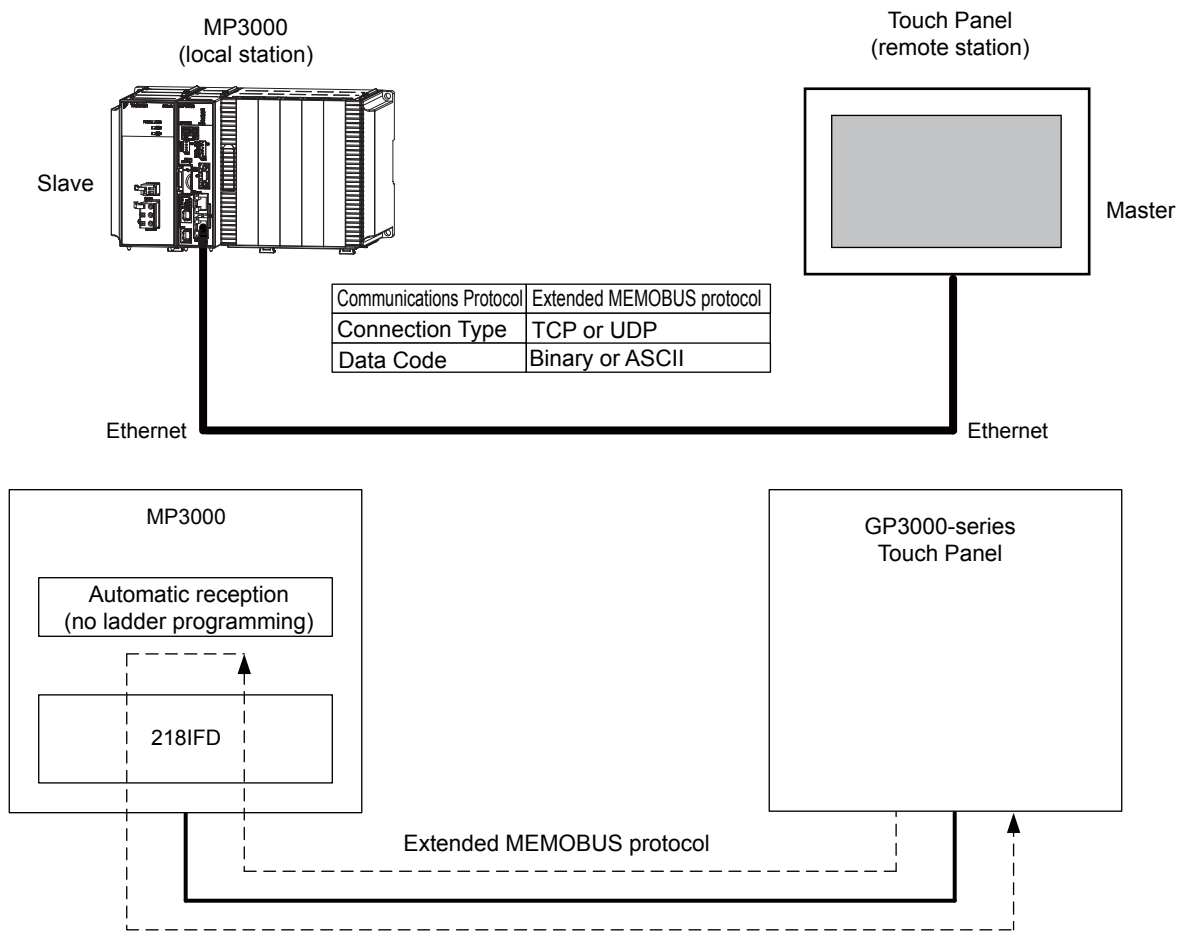 MP3000
(local station)
Touch Panel
(remote station)
Slave
Master
Communications Protocol Extended MEMOBUS protocol
Connection Type TCP or UDP
Data Code Binary or ASCII
Ethernet
Ethernet
MP3000
Automatic reception
(no ladder programming)
218IFD
GP3000-series
Touch Panel
Extended MEMOBUS protocol